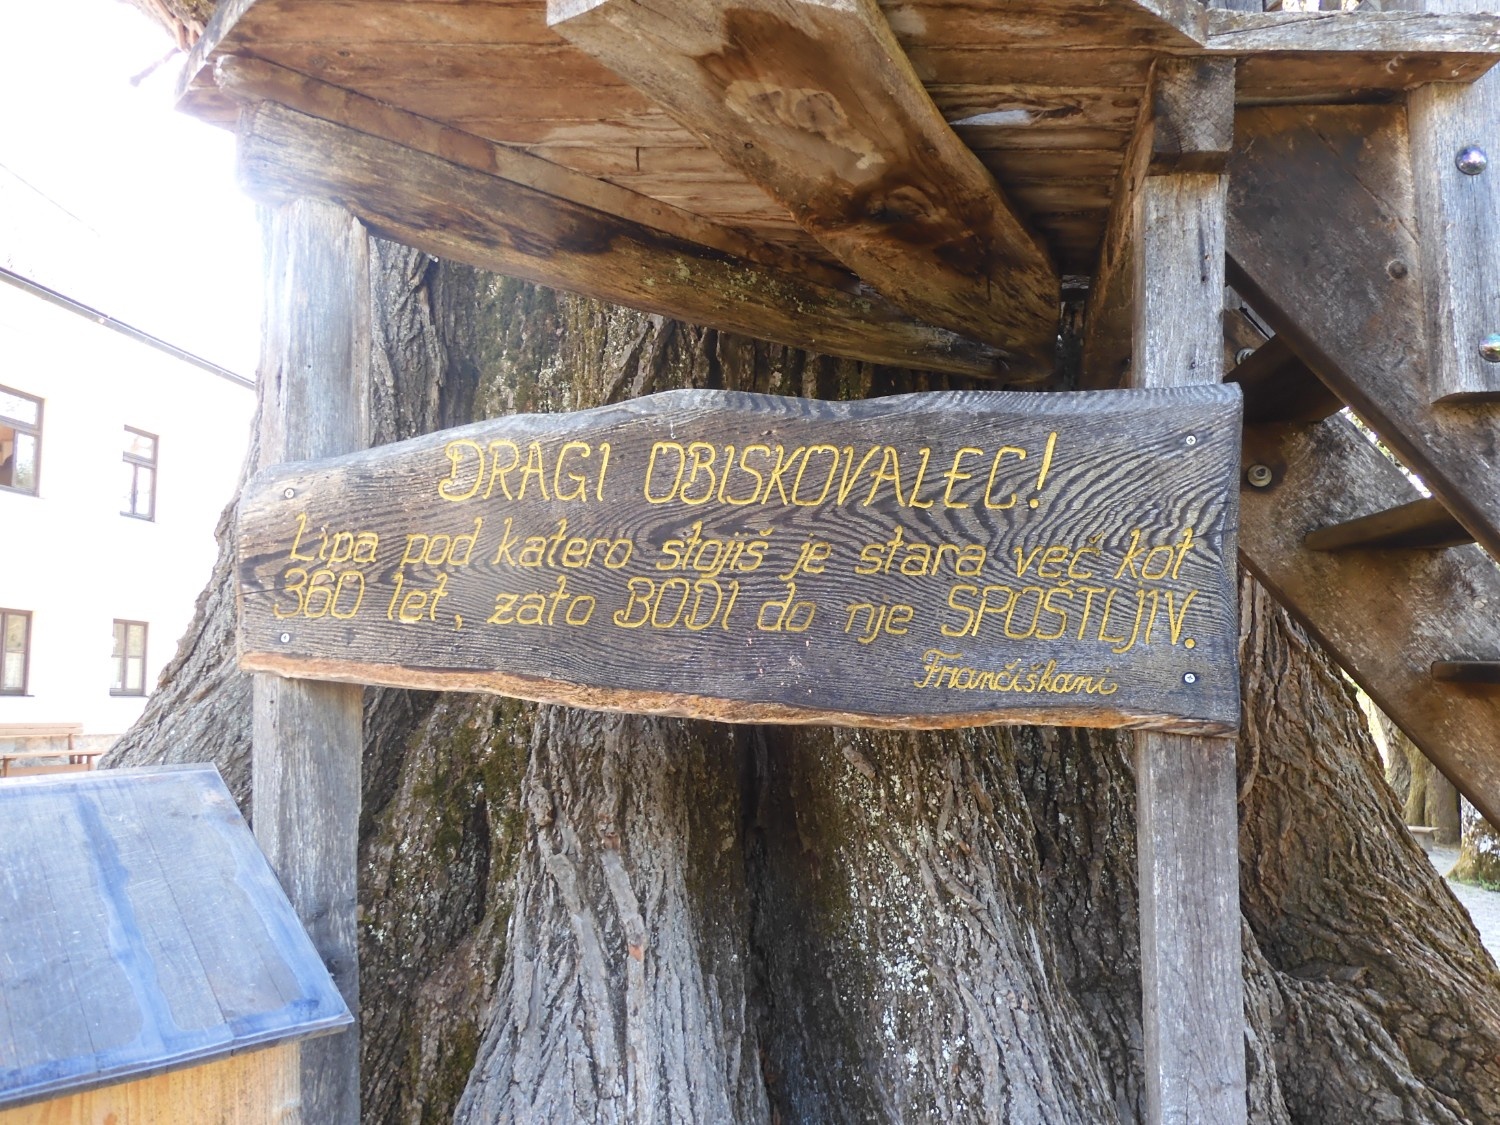 DRAGI OBISKOVALEC!
Lipa pod katero stojiš je stara več kot
360 let, zato BODI do nje SPOŠTLJIV.
Frančiškani